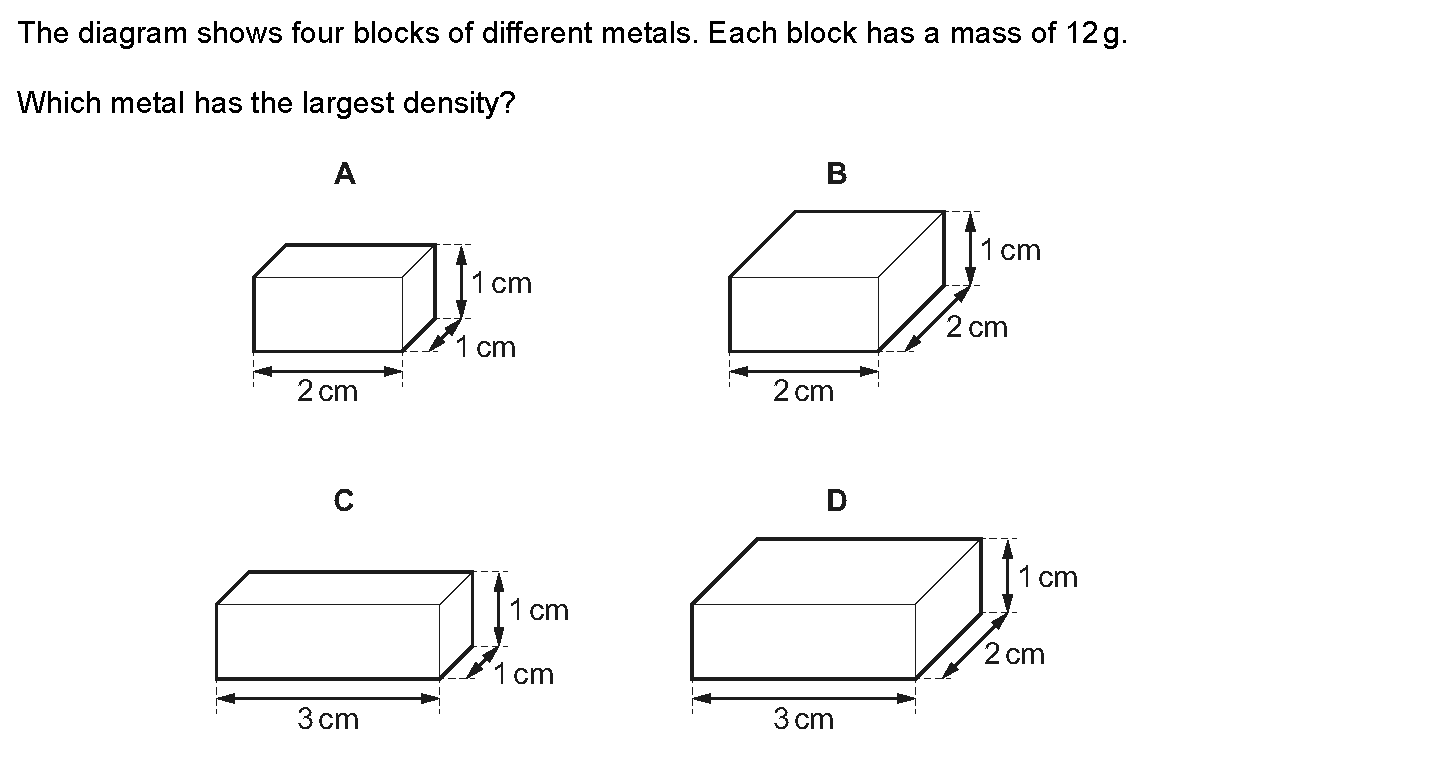 The diagram shows four blocks of different metals. Each block has a mass of 12 g.
Which metal has the largest density?
A
B
1 cm
1 cm
2 cm
1 cm
2 cm
2 cm
C
D
1 cm
1 cm
3 cm
1 cm
2 cm
3 cm